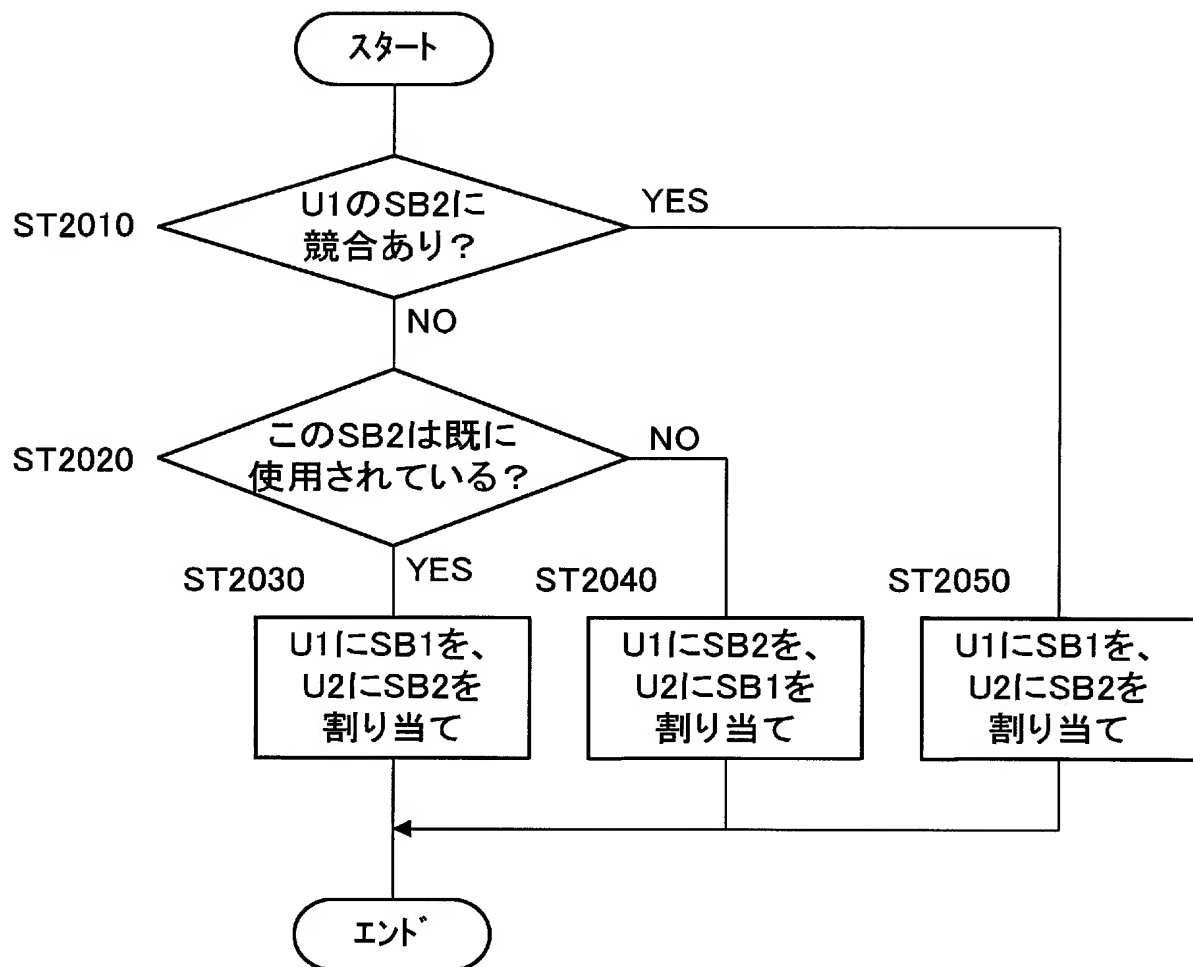 スタート
ST2010
U1のSB2に
競合あり？
YES
NO
ST2020
このSB2は既に
使用されている？
NO
YES
ST2030
U1にSB1を、
U2にSB2を
割り当て
ST2040
U1にSB2を、
U2にSB1を
割り当て
ST2050
U1にSB1を、
U2にSB2を
割り当て
エンド